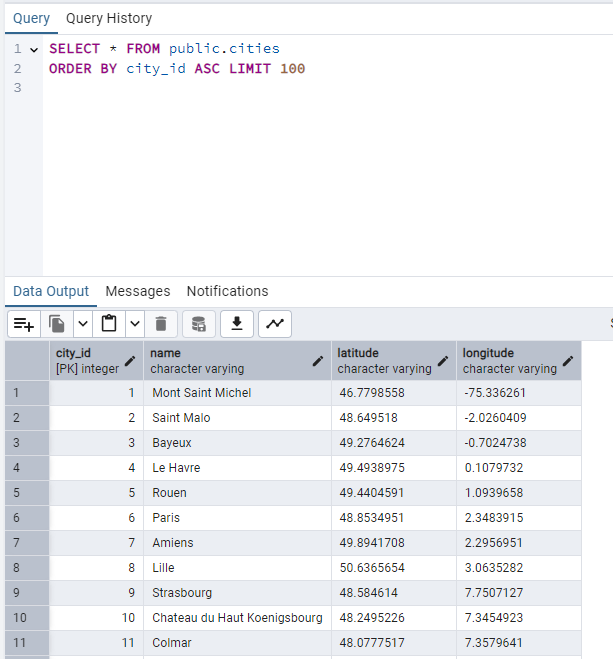 Query Query History
1 SELECT * FROM public.cities
2 ORDER BY city_id ASC LIMIT 100
3
Data Output Messages Notifications
city_id name latitude longitude
[PK] integer character varying character varying character varying
1 1 Mont Saint Michel 46.7798558 -75.336261
2 2 Saint Malo 48.649518 -2.0260409
3 3 Bayeux 49.2764624 -0.7024738
4 4 Le Havre 49.4938975 0.1079732
5 5 Rouen 49.4404591 1.0939658
6 6 Paris 48.8534951 2.3483915
7 7 Amiens 49.8941708 2.2956951
8 8 Lille 50.6365654 3.0635282
9 9 Strasbourg 48.584614 7.7507127
10 10 Chateau du Haut Koenigsbourg 48.2495226 7.3454923
11 11 Colmar 48.0777517 7.3579641